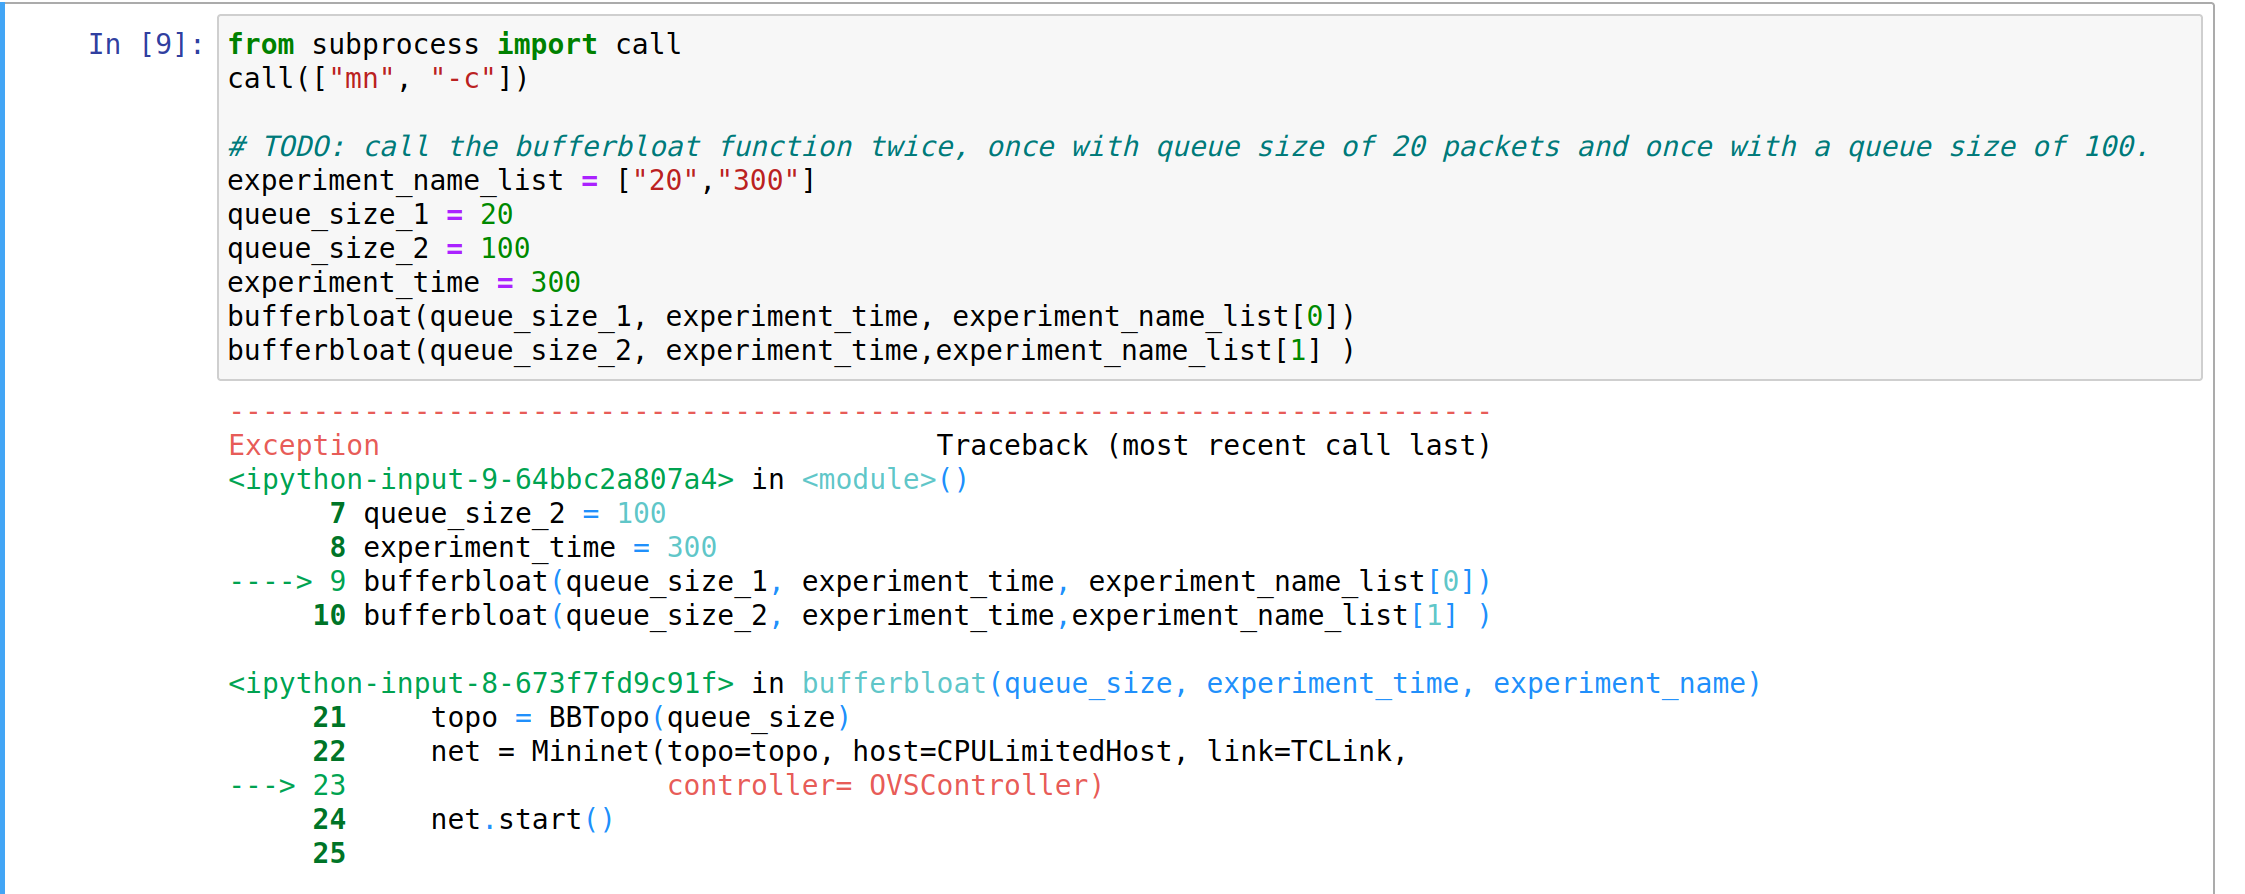 In [9]: from subprocess import call
call(["mn", "-c"])
# TODO: call the bufferbloat function twice, once with queue size of 20 packets and once with a queue size of 100.
experiment_name_list = ["20","300"]
queue_size_1 = 20
queue_size_2 = 100
experiment_time = 300
bufferbloat(queue_size_1, experiment_time, experiment_name_list[0])
bufferbloat(queue_size_2, experiment_time,experiment_name_list[1] )
---------------------------------------------------------------------------
Exception                                 Traceback (most recent call last)
<ipython-input-9-64bbc2a807a4> in <module>()
      7 queue_size_2 = 100
      8 experiment_time = 300
----> 9 bufferbloat(queue_size_1, experiment_time, experiment_name_list[0])
     10 bufferbloat(queue_size_2, experiment_time,experiment_name_list[1] )
<ipython-input-8-673f7fd9c91f> in bufferbloat(queue_size, experiment_time, experiment_name)
     21     topo = BBTopo(queue_size)
     22     net = Mininet(topo=topo, host=CPULimitedHost, link=TCLink,
---> 23                   controller= OVSController)
     24     net.start()
     25